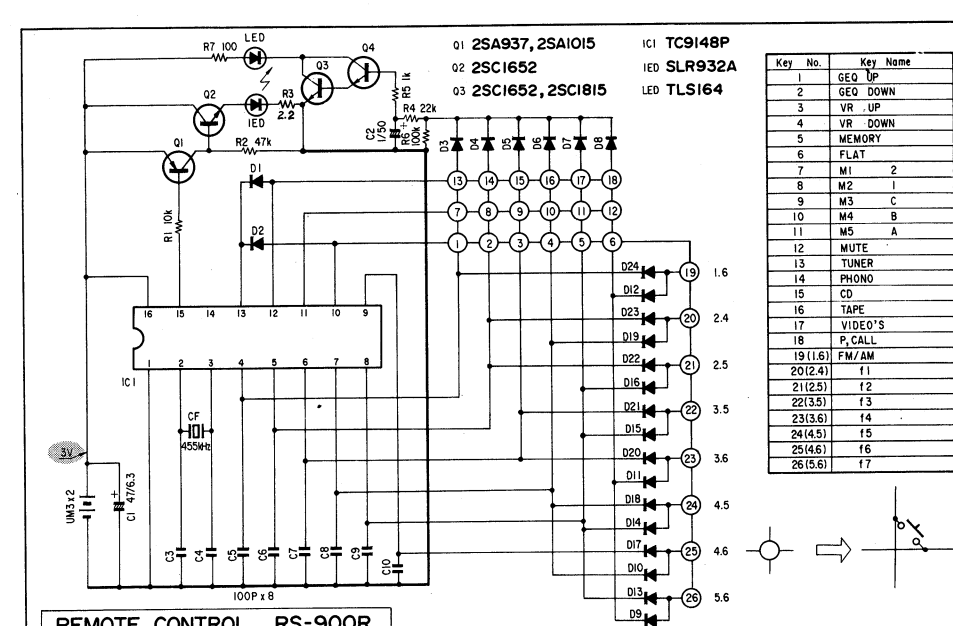 LED
R7 100
Q4
Q3
R5 1k
Q2
IED
R3
2.2
R4 22k
C2
1/50
R6
100k
Q1
R2 47k
D1
D2
R1 10k
Q1 2SA937, 2SA1015
Q2 2SC1652
Q3 2SC1652, 2SC1815
IC1 TC9148P
IED SLR932A
LED TLS164
D3 D4 D5 D6 D7 D8
13 14 15 16 17 18
7 8 9 10 11 12
1 2 3 4 5 6
16 15 14 13 12 11 10 9
1 2 3 4 5 6 7 8
IC1
CF
455kHz
3V
UM3 x 2
+
C1 47/6.3
C3 C4 C5 C6 C7 C8 C9 C10
100P x 8
D24 19 1.6
D12
D23 20 2.4
D19
D22 21 2.5
D16
D21 22 3.5
D15
D20 23 3.6
D11
D18 24 4.5
D14
D17 25 4.6
D10
D13 26 5.6
D9
Key No. Key Name
1 GEQ UP
2 GEQ DOWN
3 VR UP
4 VR DOWN
5 MEMORY
6 FLAT
7 M1 2
8 M2 1
9 M3 C
10 M4 B
11 M5 A
12 MUTE
13 TUNER
14 PHONO
15 CD
16 TAPE
17 VIDEO'S
18 P, CALL
19 (1.6) FM/AM
20(2.4) f1
21(2.5) f2
22(3.5) f3
23(3.6) f4
24(4.5) f5
25(4.6) f6
26(5.6) f7
REMOTE CONTROL RS-900R